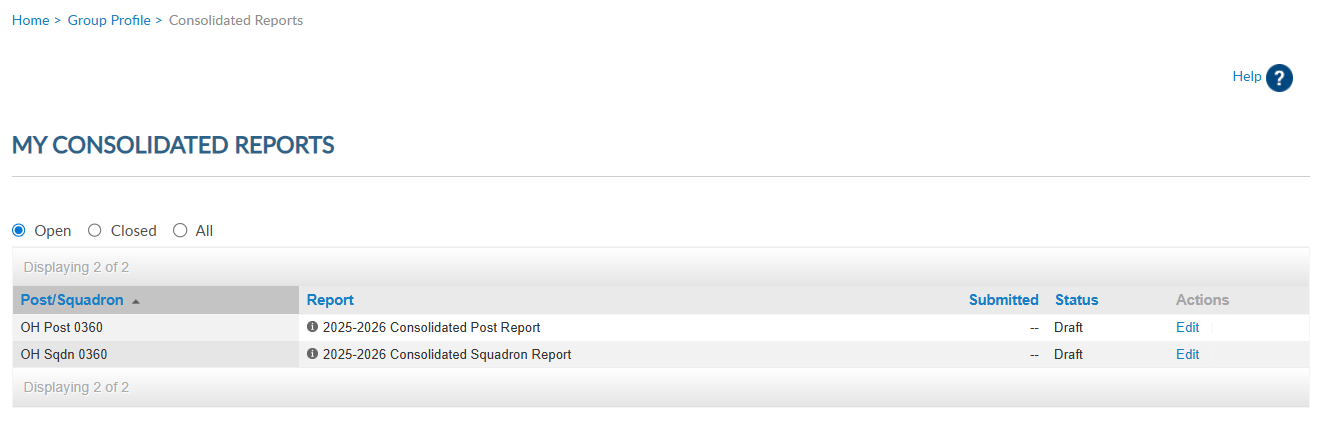 Home > Group Profile > Consolidated Reports
Help ?
MY CONSOLIDATED REPORTS
Open Closed All
Displaying 2 of 2
Post/Squadron Report Submitted Status Actions
OH Post 0360 2025-2026 Consolidated Post Report -- Draft Edit
OH Sqdn 0360 2025-2026 Consolidated Squadron Report -- Draft Edit
Displaying 2 of 2